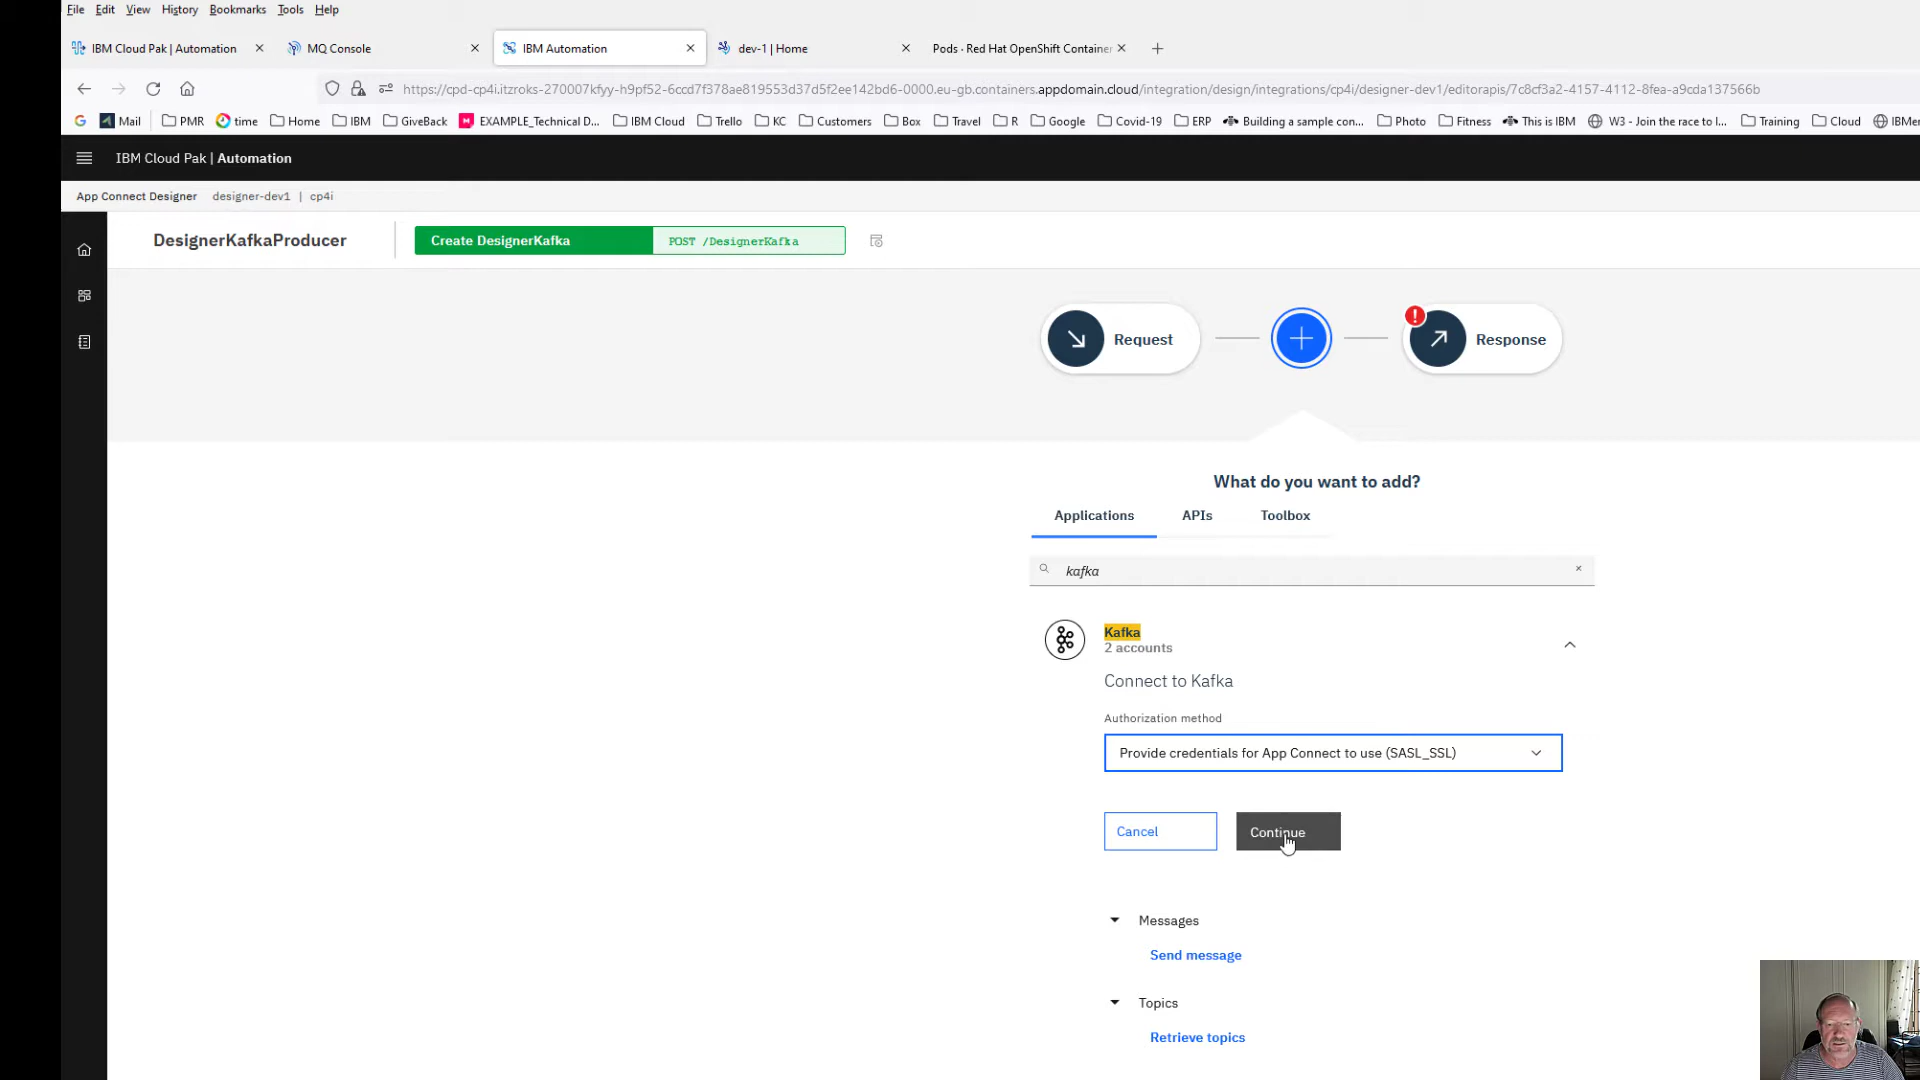 File Edit View History Bookmarks Tools Help
IBM Cloud Pak | Automation MQ Console IBM Automation dev-1 | Home Pods · Red Hat OpenShift Container
https://cpd-cp4i.itzroks-270007kfyy-h9pf52-6ccd7f378ae819553d37d5f2ee142bd6-0000.eu-gb.containers.appdomain.cloud/integration/design/integrations/cp4i/designer-dev1/editorapis/7c8cf3a2-4157-4112-8fea-a9cda137566b
G Mail PMR time Home IBM GiveBack EXAMPLE_Technical D... IBM Cloud Trello KC Customers Box Travel R Google Covid-19 ERP Building a sample con... Photo Fitness This is IBM W3 - Join the race to I... Training Cloud IBMer
IBM Cloud Pak | Automation
App Connect Designer designer-dev1 | cp4i
DesignerKafkaProducer Create DesignerKafka POST /DesignerKafka
Request Response
What do you want to add?
Applications APIs Toolbox
kafka
Kafka
2 accounts
Connect to Kafka
Authorization method
Provide credentials for App Connect to use (SASL_SSL)
Cancel Continue
Messages
Send message
Topics
Retrieve topics